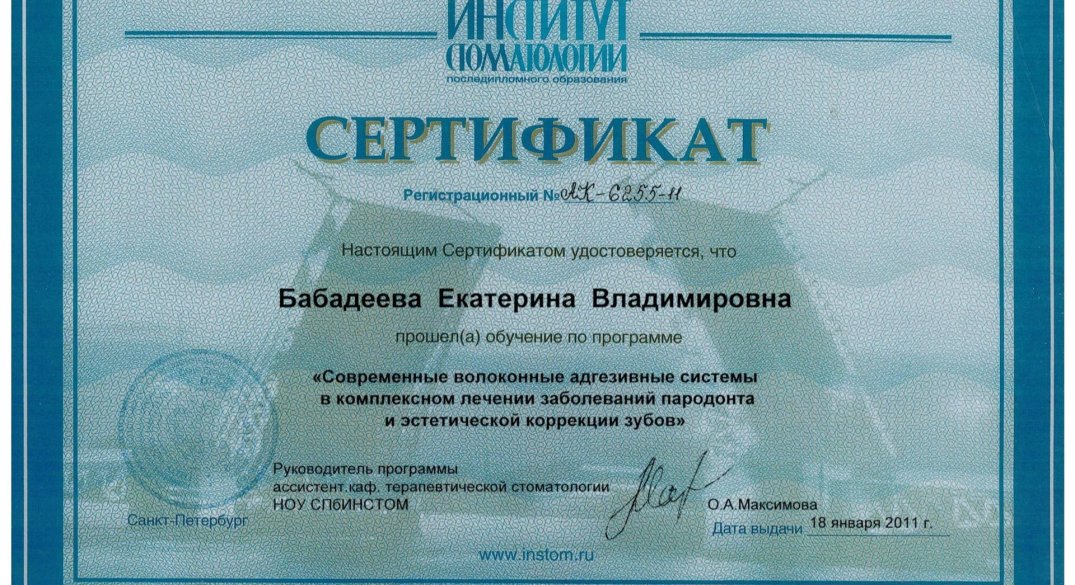 ИНСТИТУТ
СТОМАТОЛОГИИ
последипломного образования
СЕРТИФИКАТ
Регистрационный № АК-6255-11
Настоящим Сертификатом удостоверяется, что
Бабадеева Екатерина Владимировна
прошел(а) обучение по программе
«Современные волоконные адгезивные системы
в комплексном лечении заболеваний пародонта
и эстетической коррекции зубов»
Руководитель программы
ассистент.каф. терапевтической стоматологии
НОУ СПбИНСТОМ
О.А.Максимова
Санкт-Петербург
Дата выдачи 18 января 2011 г.
www.instom.ru